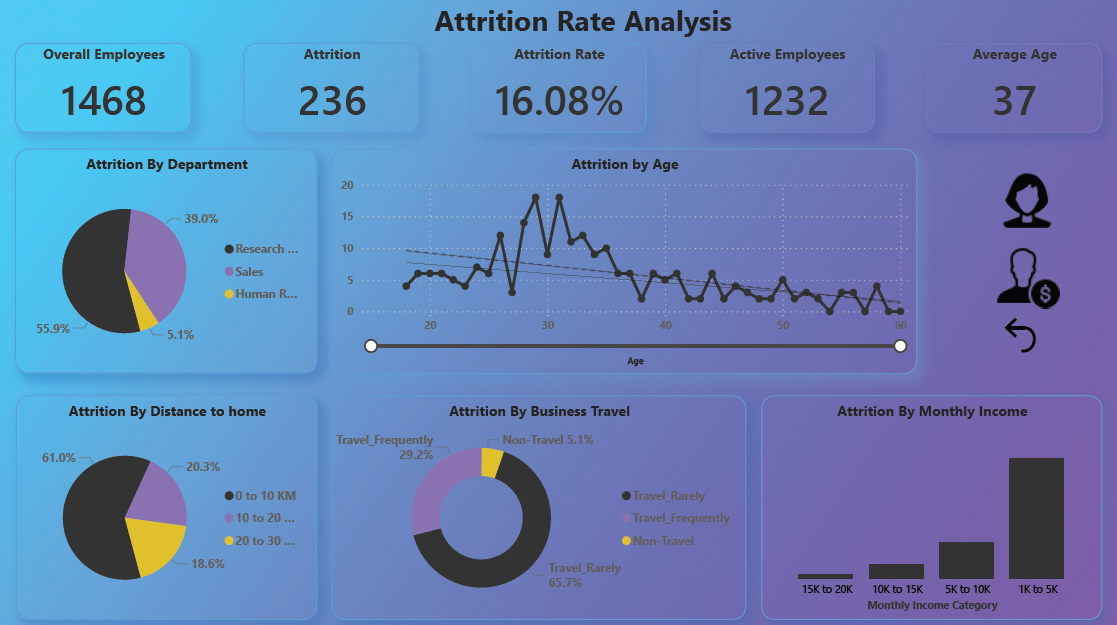 Attrition Rate Analysis
Overall Employees
1468
Attrition
236
Attrition Rate
16.08%
Active Employees
1232
Average Age
37
Attrition By Department
39.0%
55.9%
5.1%
Research ...
Sales
Human R...
Attrition by Age
20
15
10
5
0
20
30
40
50
60
Age
$
Attrition By Distance to home
61.0%
20.3%
18.6%
0 to 10 KM
10 to 20 ...
20 to 30 ...
Attrition By Business Travel
Travel_Frequently
29.2%
Non-Travel 5.1%
Travel_Rarely
65.7%
Travel_Rarely
Travel_Frequently
Non-Travel
Attrition By Monthly Income
15K to 20K
10K to 15K
5K to 10K
1K to 5K
Monthly Income Category